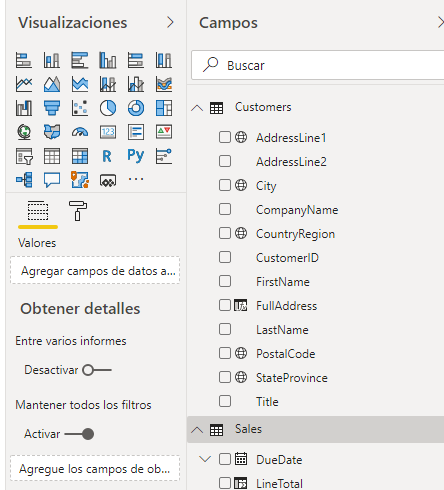 Visualizaciones
R
Py
123
Valores
Agregar campos de datos a...
Obtener detalles
Entre varios informes
Desactivar
Mantener todos los filtros
Activar
Agregue los campos de ob...
Campos
Buscar
Customers
AddressLine1
AddressLine2
City
CompanyName
CountryRegion
CustomerID
FirstName
FullAddress
LastName
PostalCode
StateProvince
Title
Sales
DueDate
LineTotal